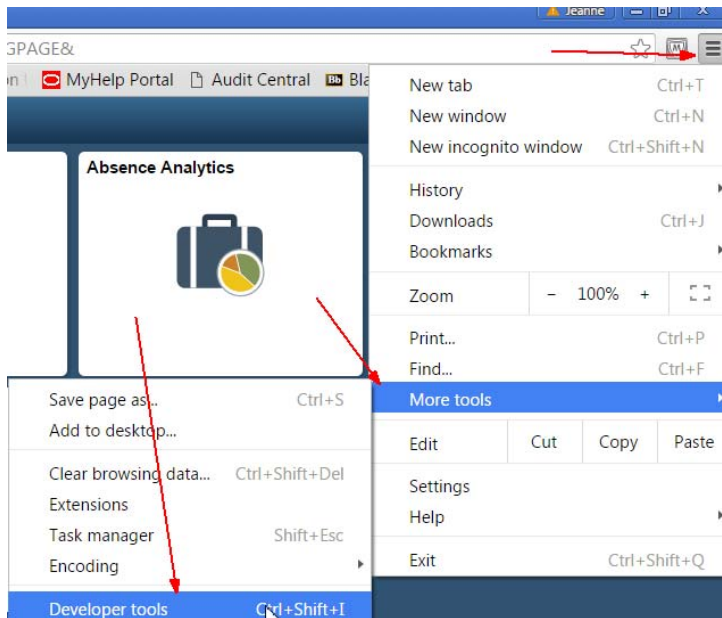 Jeanne
GPAGE&
MyHelp Portal Audit Central Bb Bla
Absence Analytics
New tab Ctrl+T
New window Ctrl+N
New incognito window Ctrl+Shift+N
History
Downloads Ctrl+J
Bookmarks
Zoom - 100% +
Print... Ctrl+P
Find... Ctrl+F
More tools
Edit Cut Copy Paste
Settings
Help
Exit Ctrl+Shift+Q
Save page as... Ctrl+S
Add to desktop...
Clear browsing data... Ctrl+Shift+Del
Extensions
Task manager Shift+Esc
Encoding
Developer tools Ctrl+Shift+I